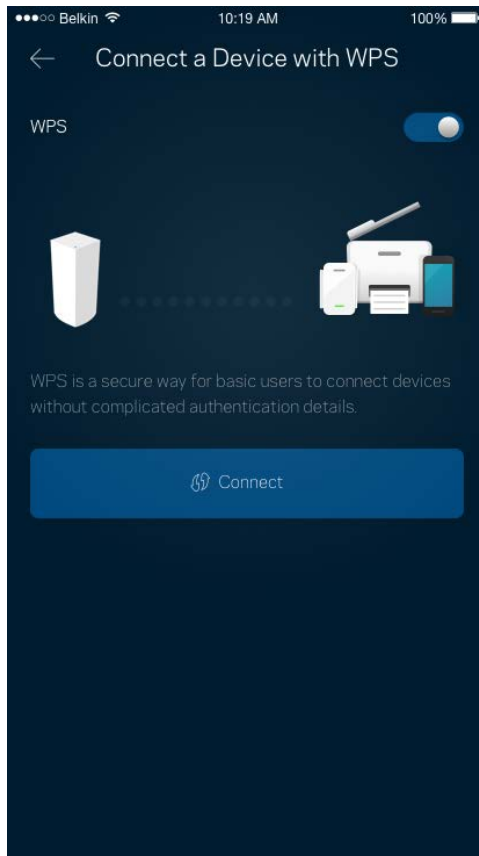 Belkin 10:19 AM 100%
Connect a Device with WPS
WPS
WPS is a secure way for basic users to connect devices
without complicated authentication details.
Connect